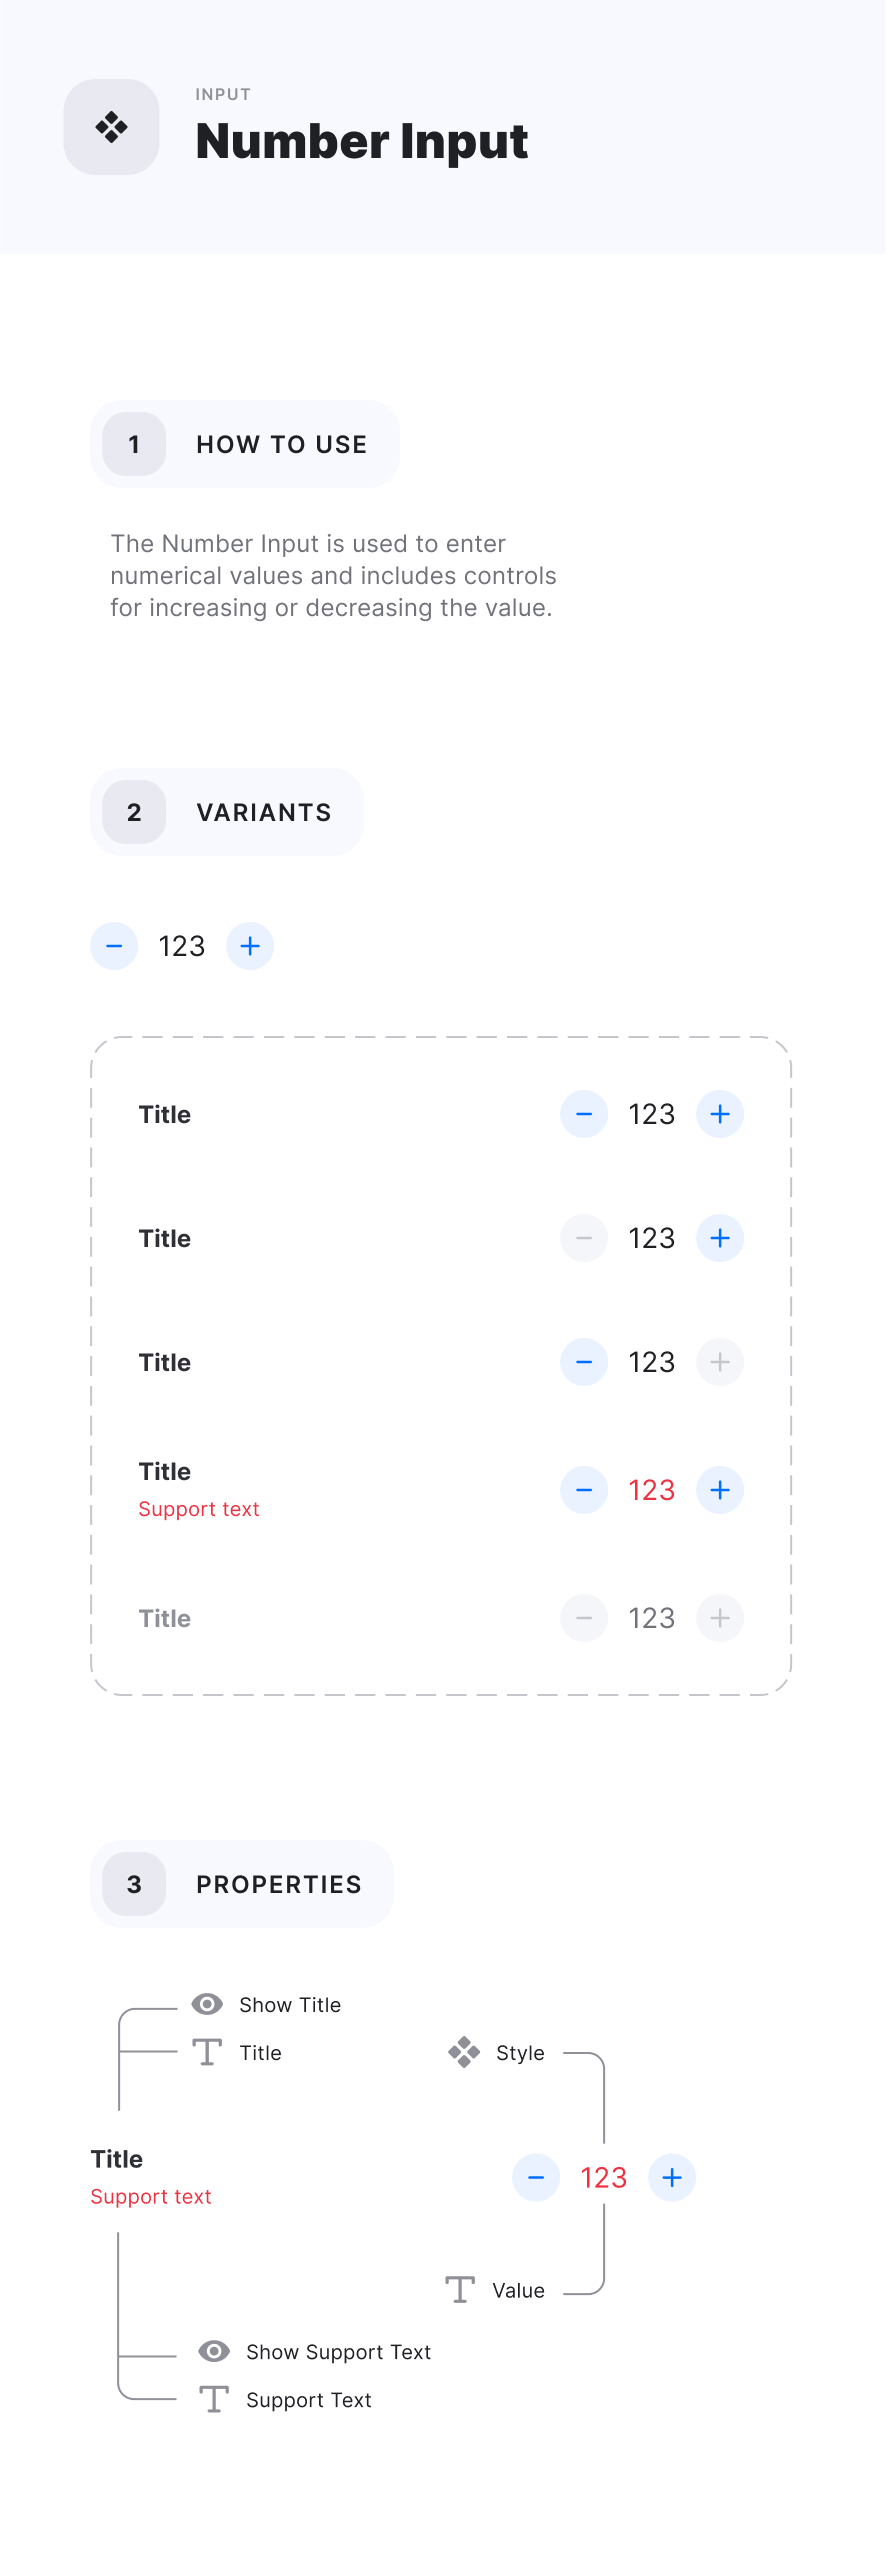 INPUT
Number Input
1 HOW TO USE
The Number Input is used to enter
numerical values and includes controls
for increasing or decreasing the value.
2 VARIANTS
− 123 +
Title − 123 +
Title − 123 +
Title − 123 +
Title
Support text − 123 +
Title − 123 +
3 PROPERTIES
Show Title
Title
Style
Title
Support text
− 123 +
Value
Show Support Text
Support Text